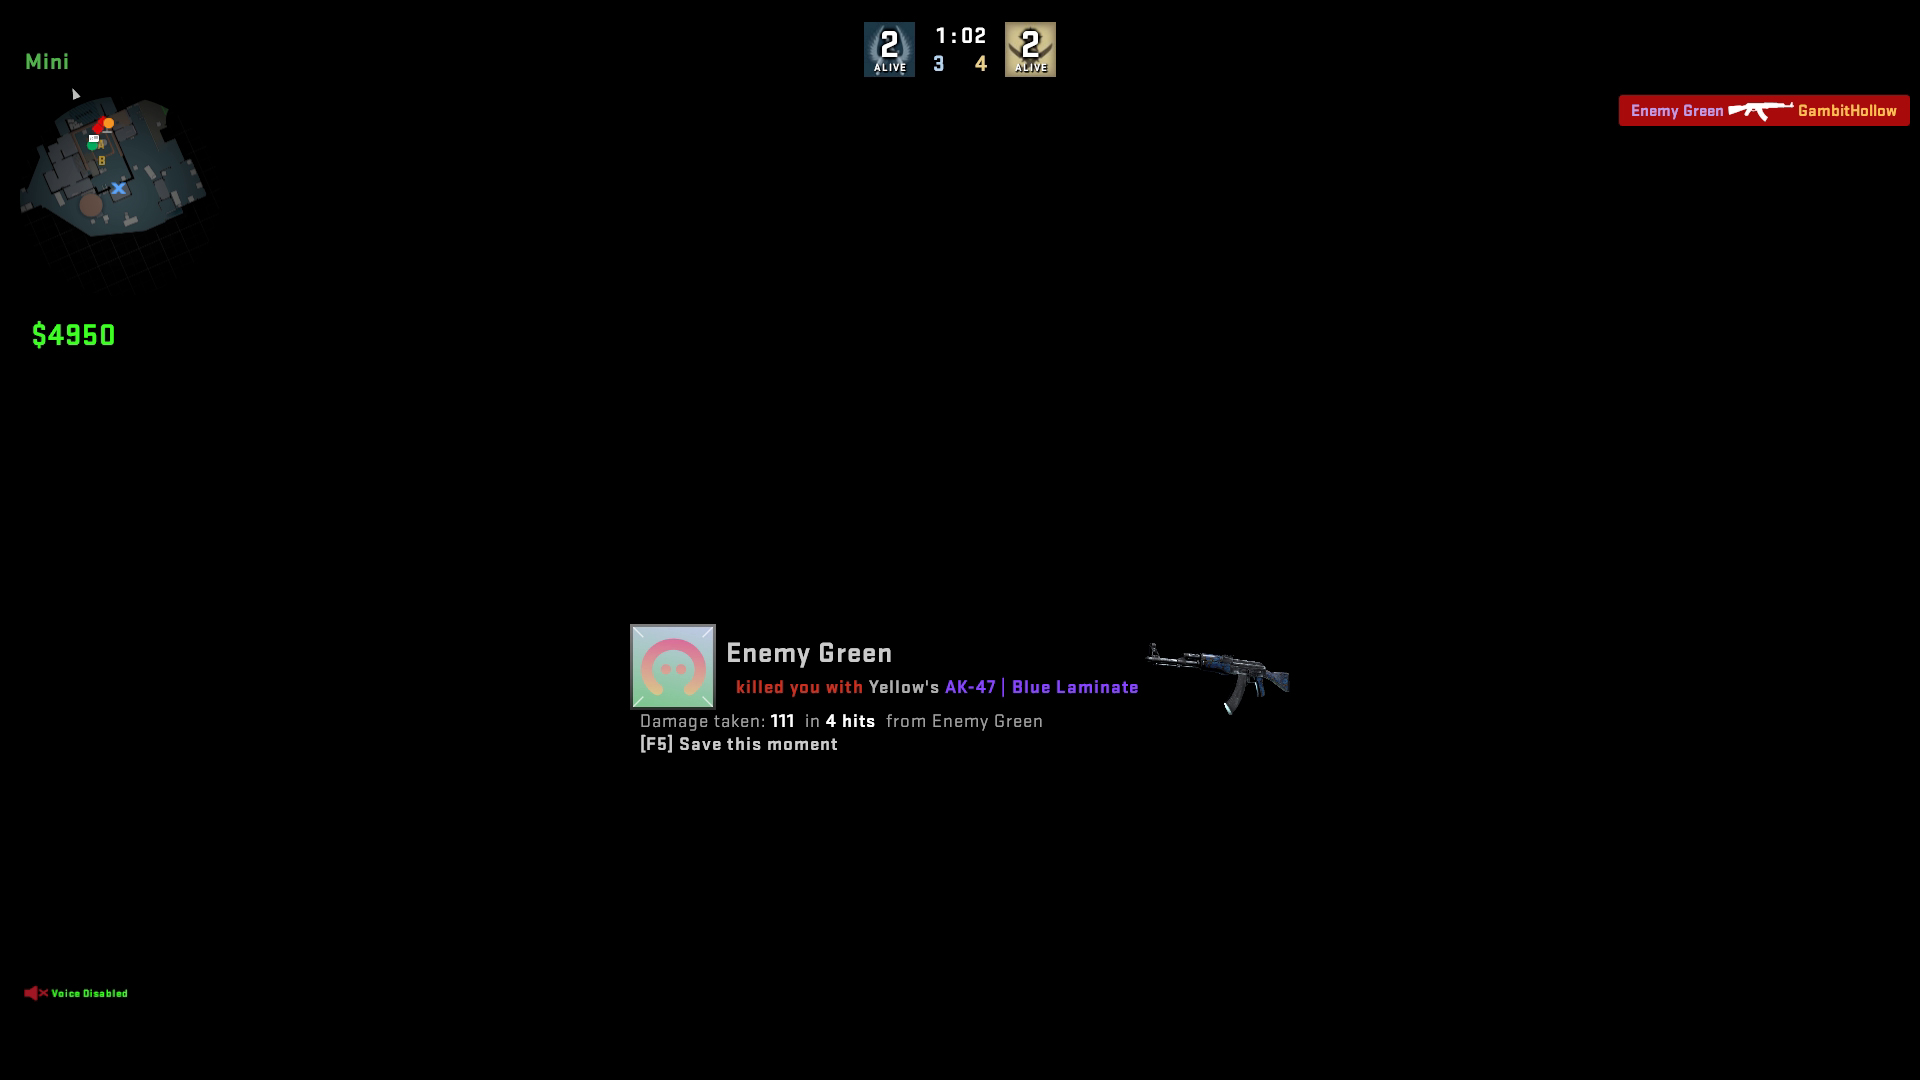 2
ALIVE
1:02
3 4
2
ALIVE
Mini
A
B
Enemy Green GambitHollow
$4950
Enemy Green
killed you with Yellow's AK-47 | Blue Laminate
Damage taken: 111 in 4 hits from Enemy Green
[F5] Save this moment
Voice Disabled